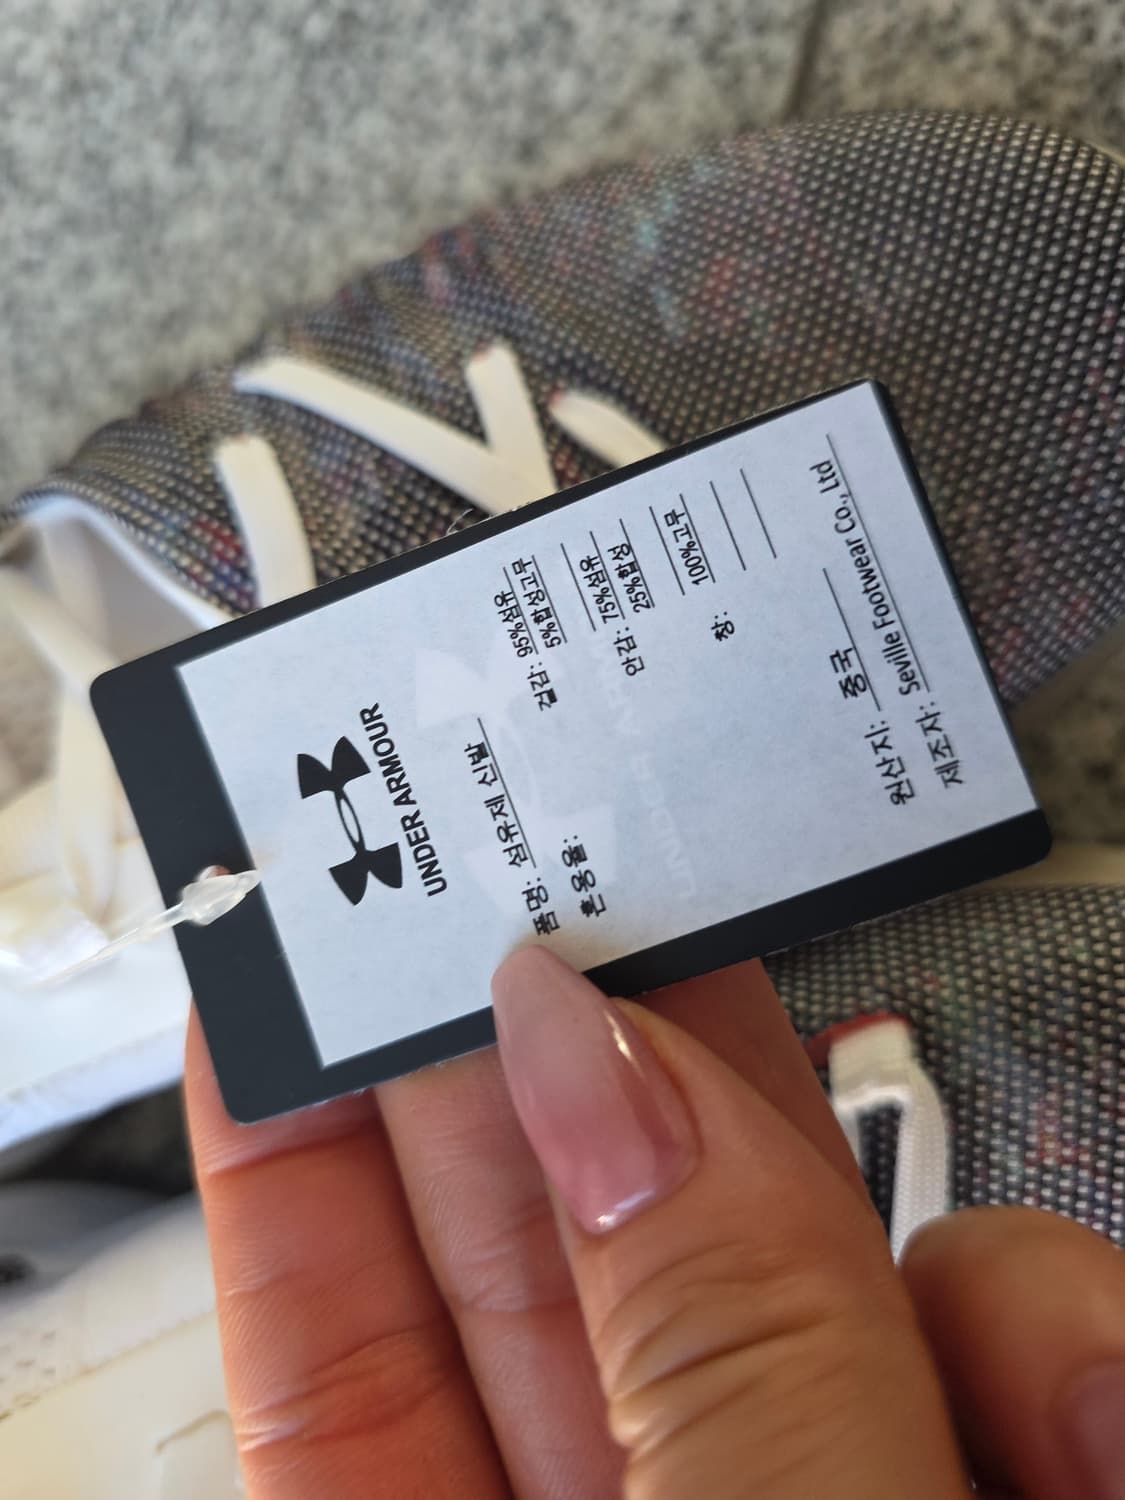 UNDER ARMOUR
품명: 섬유제 신발
혼용율:
겉감: 95%섬유
5%합성고무
안감: 75%섬유
25%합성
창: 100%고무
원산지: 중국
제조자: Seville Footwear Co., Ltd
UNDER ARMOUR